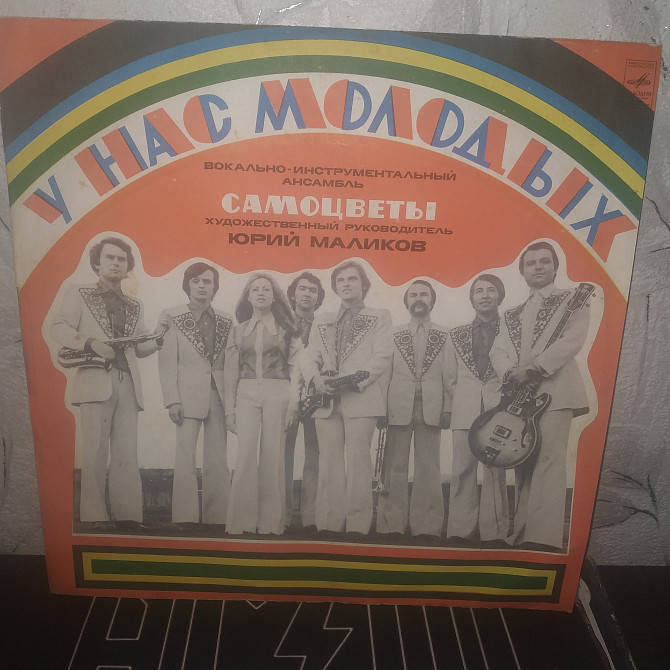 У НАС МОЛОДЫХ
ВОКАЛЬНО-ИНСТРУМЕНТАЛЬНЫЙ
АНСАМБЛЬ
САМОЦВЕТЫ
ХУДОЖЕСТВЕННЫЙ РУКОВОДИТЕЛЬ
ЮРИЙ МАЛИКОВ